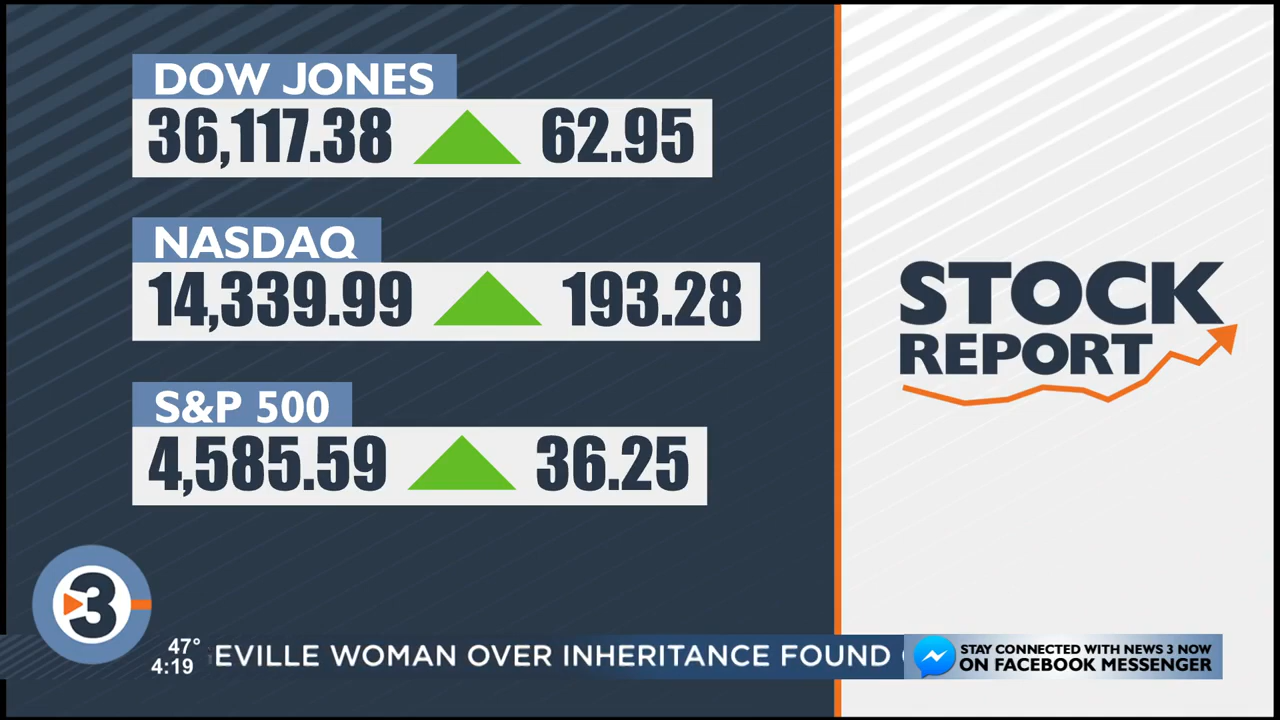 DOW JONES
36,117.38 62.95
NASDAQ
14,339.99 193.28
S&P 500
4,585.59 36.25
STOCK
REPORT
3
47°
4:19
EVILLE WOMAN OVER INHERITANCE FOUND
STAY CONNECTED WITH NEWS 3 NOW
ON FACEBOOK MESSENGER